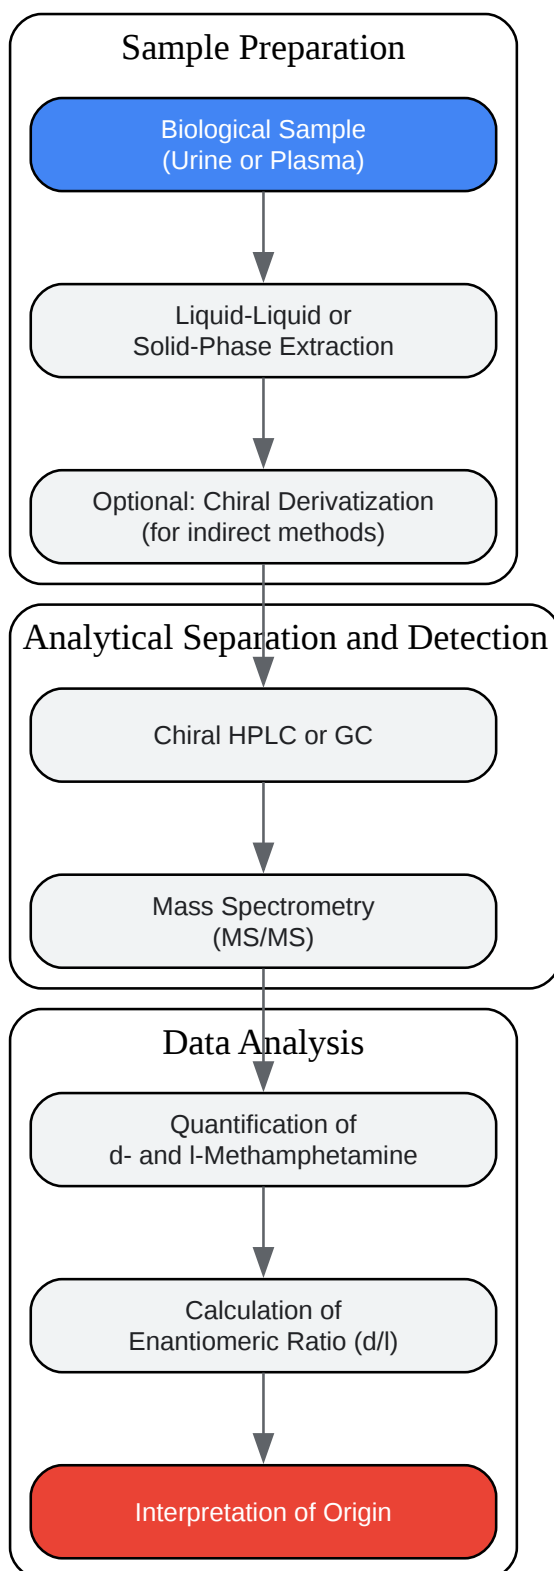 Sample Preparation
Biological Sample
(Urine or Plasma)
Liquid-Liquid or
Solid-Phase Extraction
Optional: Chiral Derivatization
(for indirect methods)
Analytical Separation and Detection
Chiral HPLC or GC
Mass Spectrometry
(MS/MS)
Data Analysis
Quantification of
d- and l-Methamphetamine
Calculation of
Enantiomeric Ratio (d/l)
Interpretation of Origin